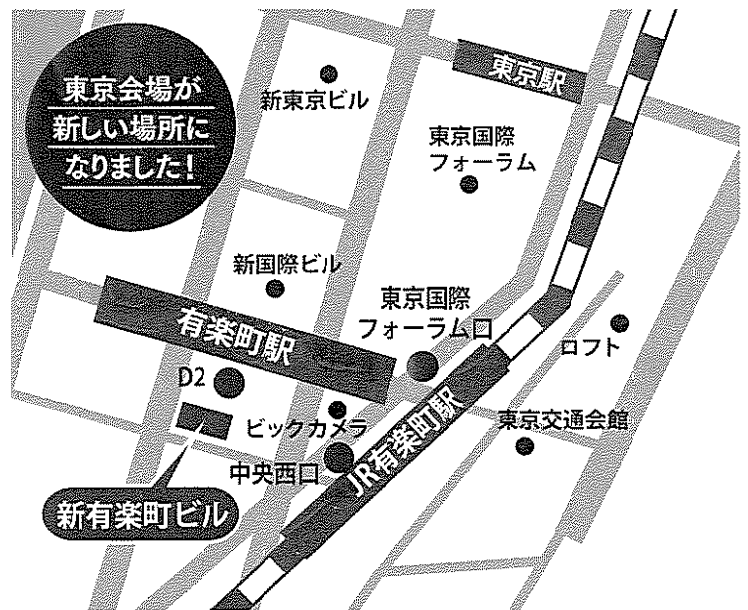 東京会場が
新しい場所に
なりました!
新東京ビル
東京駅
東京国際
フォーラム
新国際ビル
東京国際
フォーラム口
有楽町駅
ロフト
D2
ビックカメラ
JR有楽町駅
東京交通会館
中央西口
新有楽町ビル